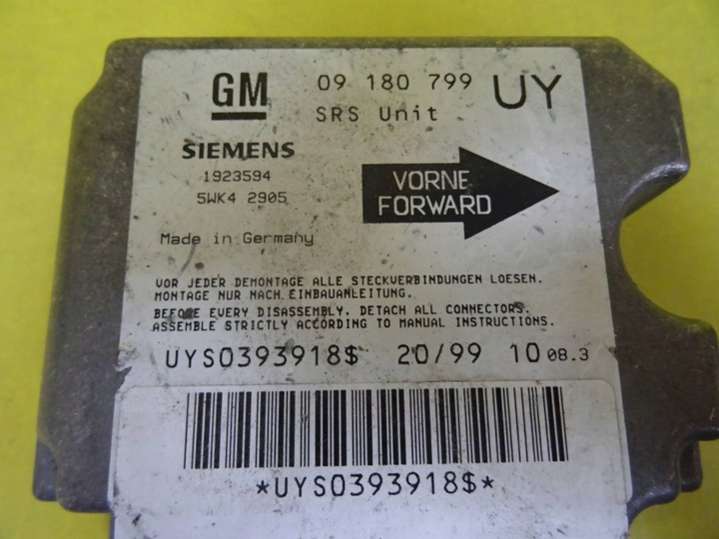 GM 09 180 799 UY
SRS Unit
SIEMENS
1923594
5WK4 2905
VORNE
FORWARD
Made in Germany
VOR JEDER DEMONTAGE ALLE STECKVERBINDUNGEN LOESEN.
MONTAGE NUR NACH EINBAUANLEITUNG.
BEFORE EVERY DISASSEMBLY, DETACH ALL CONNECTORS.
ASSEMBLE STRICTLY ACCORDING TO MANUAL INSTRUCTIONS.
UYS0393918$ 20/99 10 08.3
*UYS0393918$*